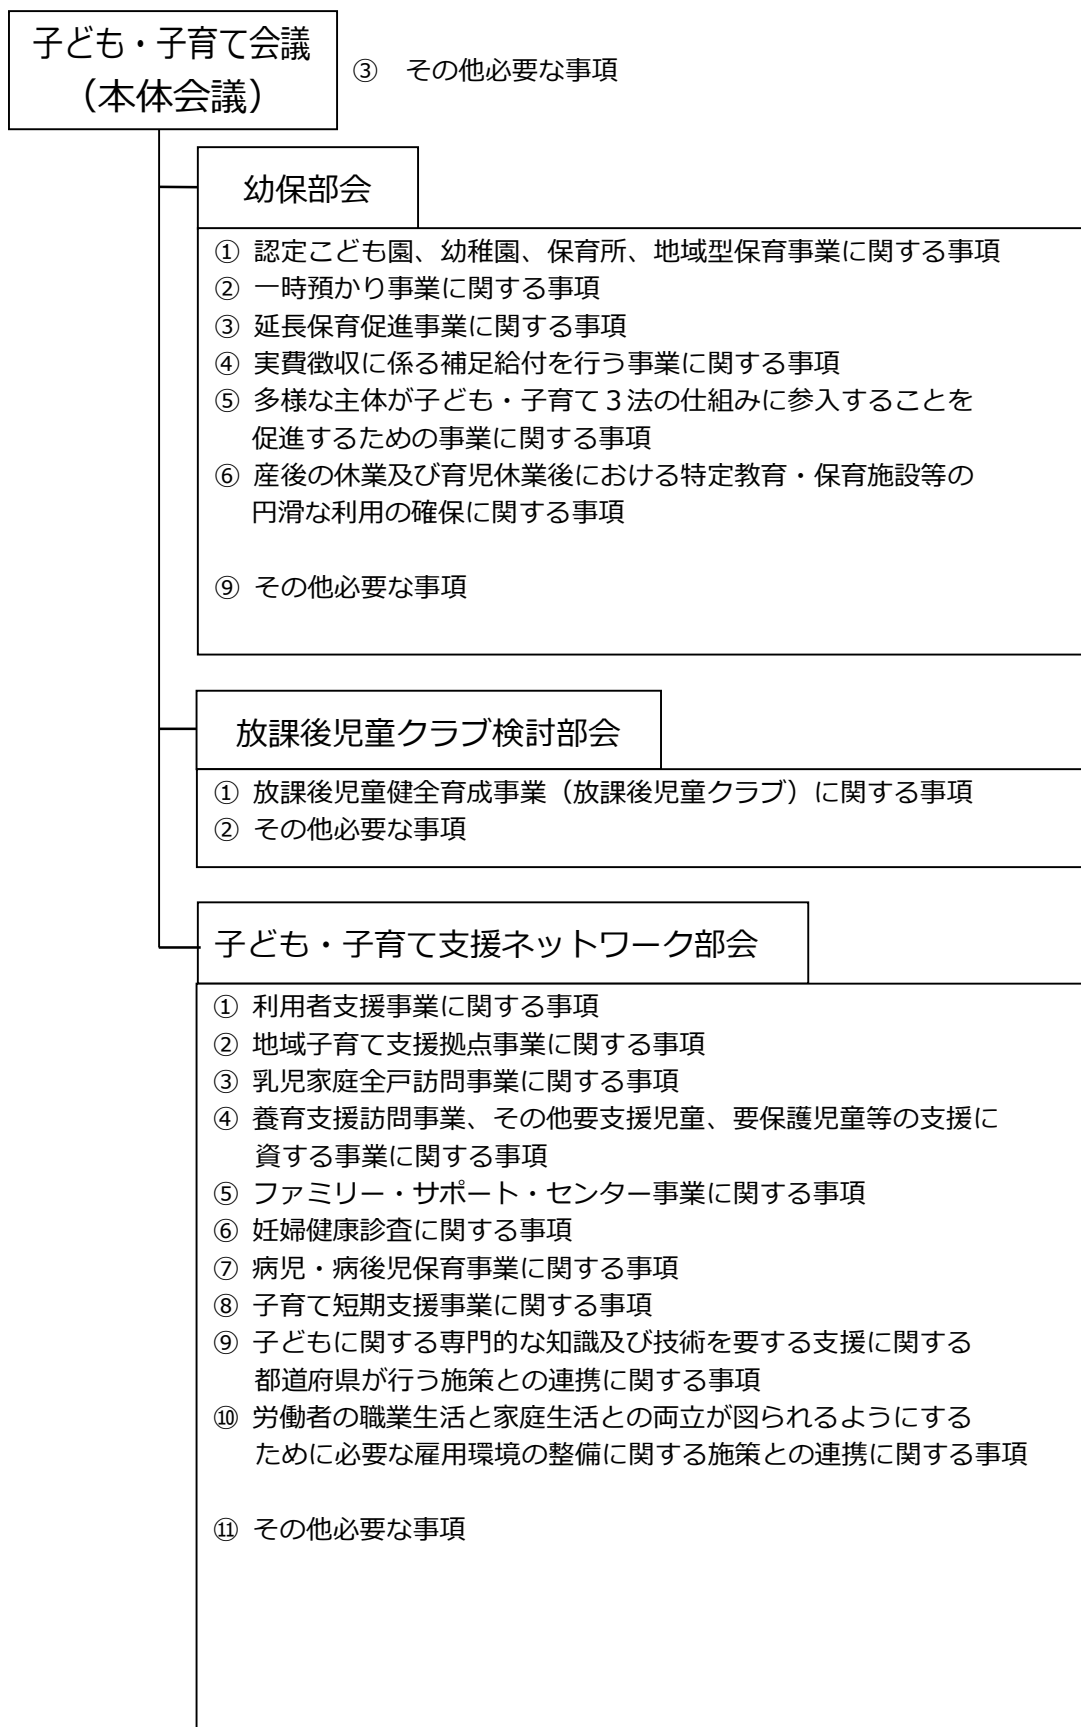 子ども・子育て会議
(本体会議)
③ その他必要な事項
幼保部会
① 認定こども園、幼稚園、保育所、地域型保育事業に関する事項
② 一時預かり事業に関する事項
③ 延長保育促進事業に関する事項
④ 実費徴収に係る補足給付を行う事業に関する事項
⑤ 多様な主体が子ども・子育て３法の仕組みに参入することを
促進するための事業に関する事項
⑥ 産後の休業及び育児休業後における特定教育・保育施設等の
円滑な利用の確保に関する事項
⑨ その他必要な事項
放課後児童クラブ検討部会
① 放課後児童健全育成事業（放課後児童クラブ）に関する事項
② その他必要な事項
子ども・子育て支援ネットワーク部会
① 利用者支援事業に関する事項
② 地域子育て支援拠点事業に関する事項
③ 乳児家庭全戸訪問事業に関する事項
④ 養育支援訪問事業、その他要支援児童、要保護児童等の支援に
資する事業に関する事項
⑤ ファミリー・サポート・センター事業に関する事項
⑥ 妊婦健康診査に関する事項
⑦ 病児・病後児保育事業に関する事項
⑧ 子育て短期支援事業に関する事項
⑨ 子どもに関する専門的な知識及び技術を要する支援に関する
都道府県が行う施策との連携に関する事項
⑩ 労働者の職業生活と家庭生活との両立が図られるようにする
ために必要な雇用環境の整備に関する施策との連携に関する事項
⑪ その他必要な事項